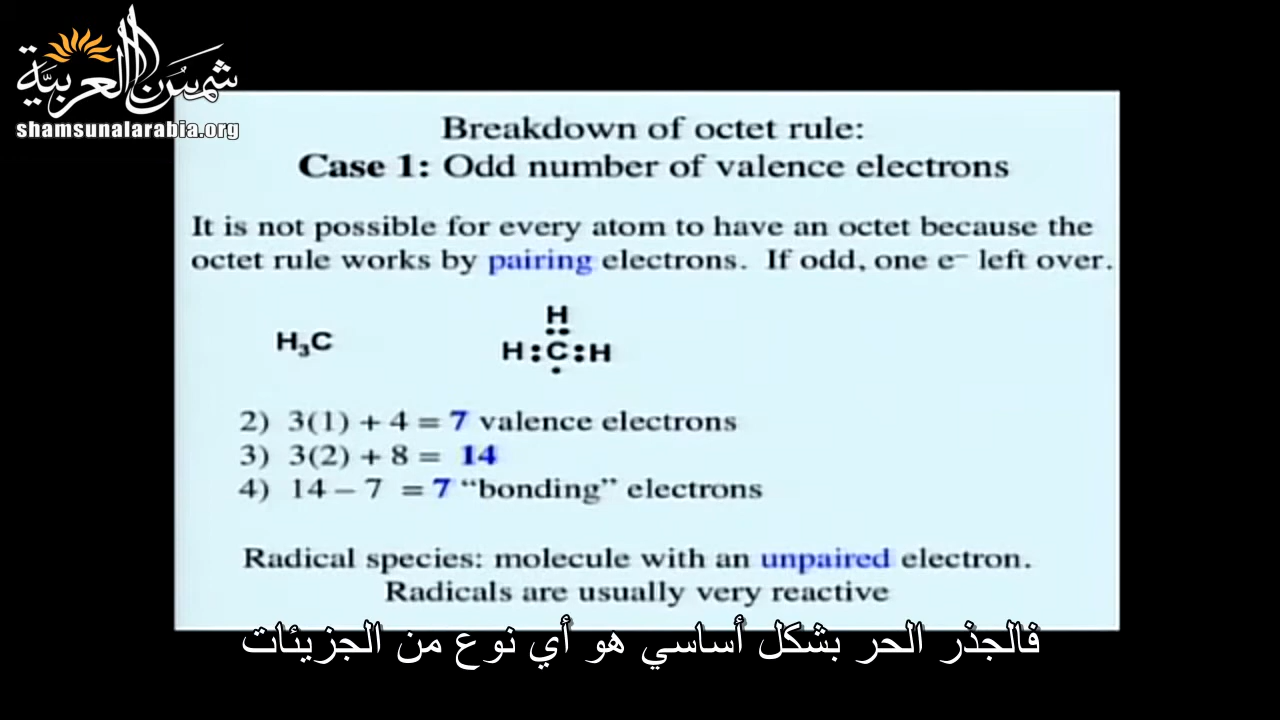 شمس العربية
shamsunalarabia.org
Breakdown of octet rule:
Case 1: Odd number of valence electrons
It is not possible for every atom to have an octet because the
octet rule works by pairing electrons. If odd, one e⁻ left over.
H
H₃C H:C:H
2) 3(1) + 4 = 7 valence electrons
3) 3(2) + 8 = 14
4) 14 – 7 = 7 “bonding” electrons
Radical species: molecule with an unpaired electron.
Radicals are usually very reactive
فالجذر الحر بشكل أساسي هو أي نوع من الجزيئات